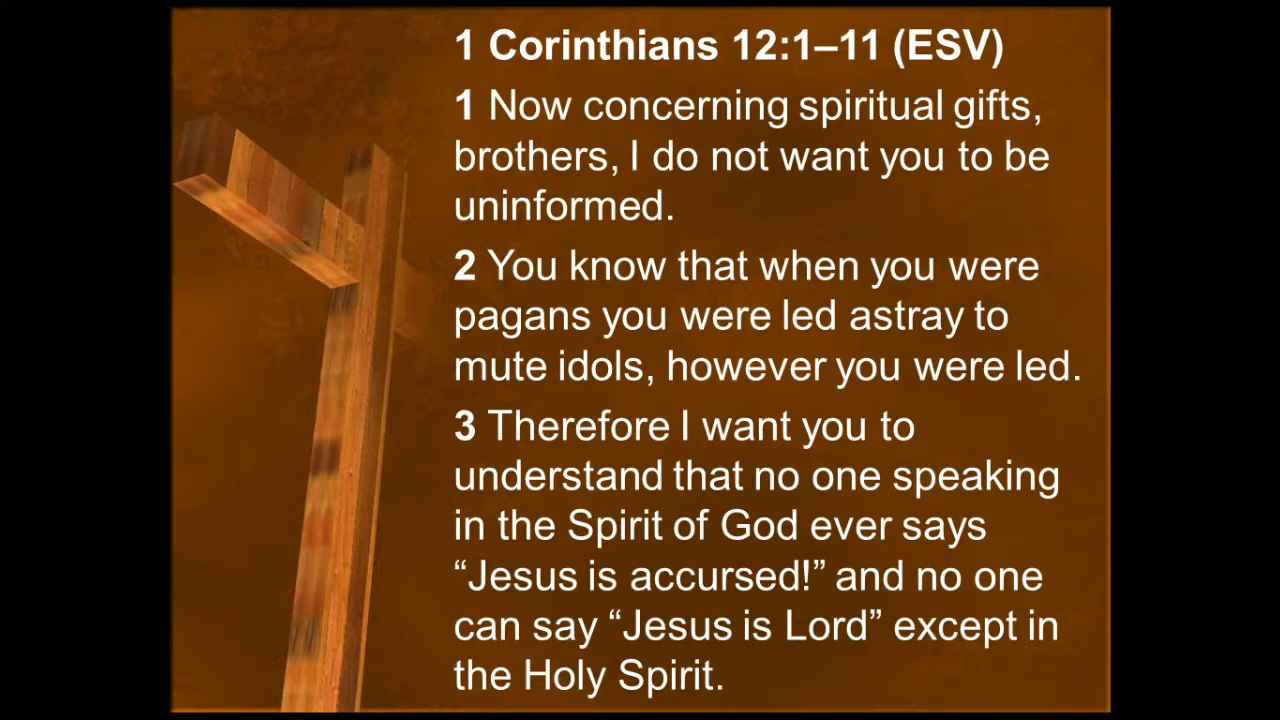 1 Corinthians 12:1–11 (ESV)
1 Now concerning spiritual gifts,
brothers, I do not want you to be
uninformed.
2 You know that when you were
pagans you were led astray to
mute idols, however you were led.
3 Therefore I want you to
understand that no one speaking
in the Spirit of God ever says
“Jesus is accursed!” and no one
can say “Jesus is Lord” except in
the Holy Spirit.